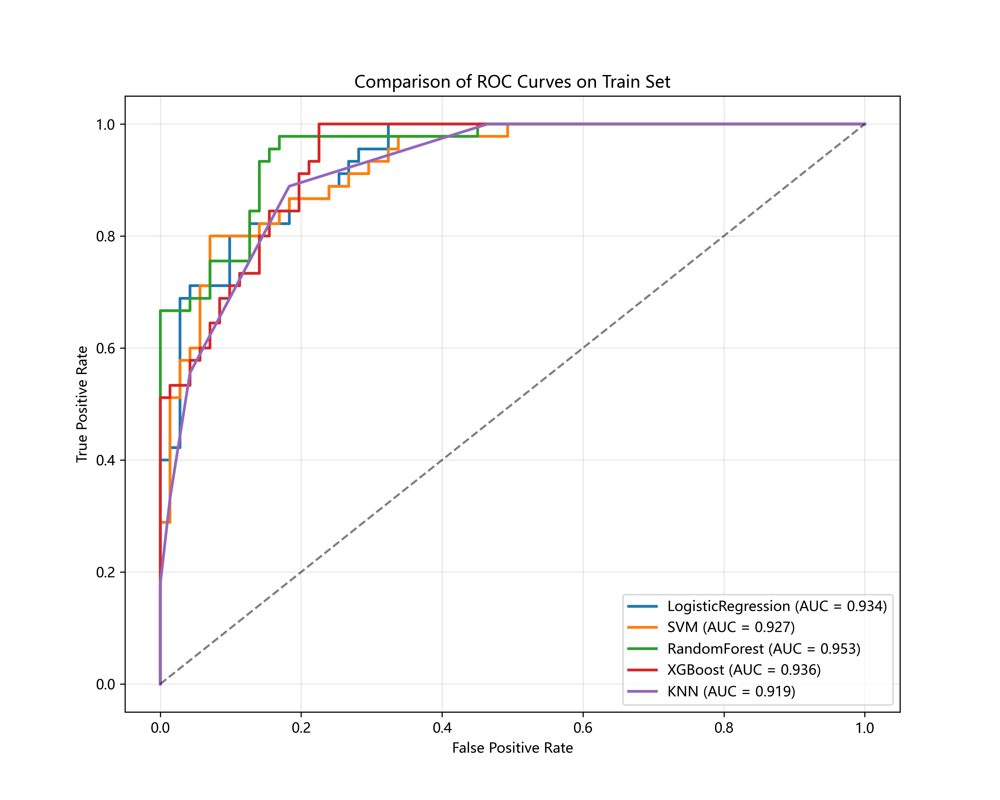 Comparison of ROC Curves on Train Set
True Positive Rate
1.0
0.8
0.6
0.4
0.2
0.0
0.0 0.2 0.4 0.6 0.8 1.0
False Positive Rate
LogisticRegression (AUC = 0.934)
SVM (AUC = 0.927)
RandomForest (AUC = 0.953)
XGBoost (AUC = 0.936)
KNN (AUC = 0.919)